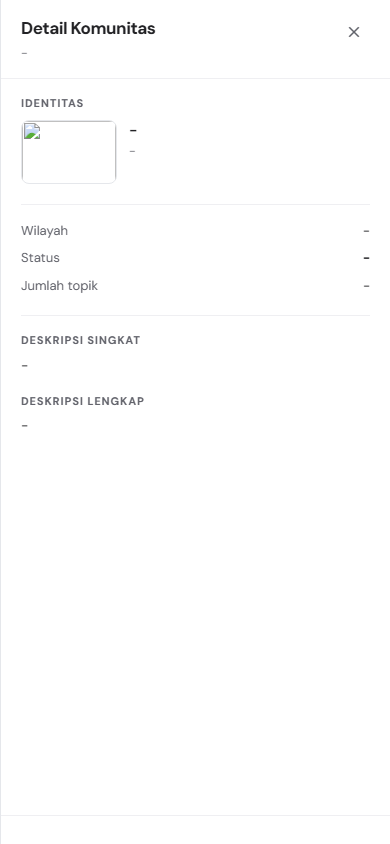 Detail Komunitas
-
IDENTITAS
-
-
Wilayah -
Status -
Jumlah topik -
DESKRIPSI SINGKAT
-
DESKRIPSI LENGKAP
-